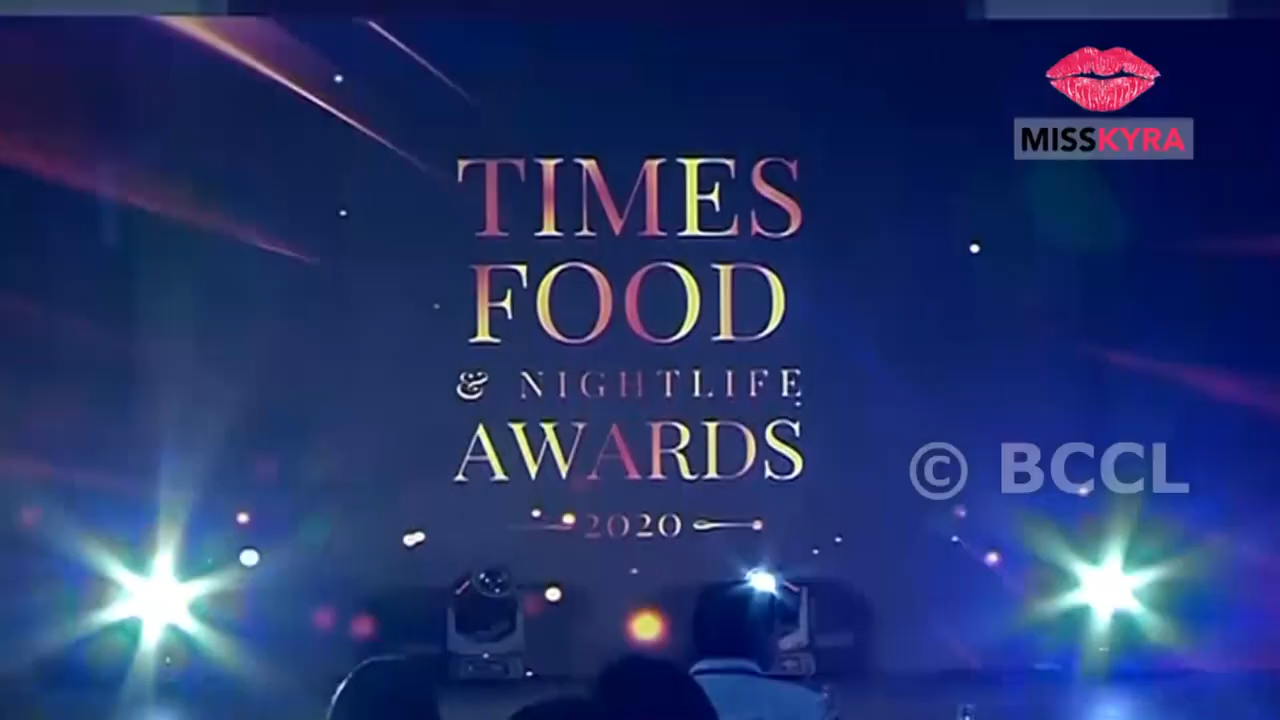 MISSKYRA
TIMES
FOOD
& NIGHTLIFE
AWARDS
2020
© BCCL